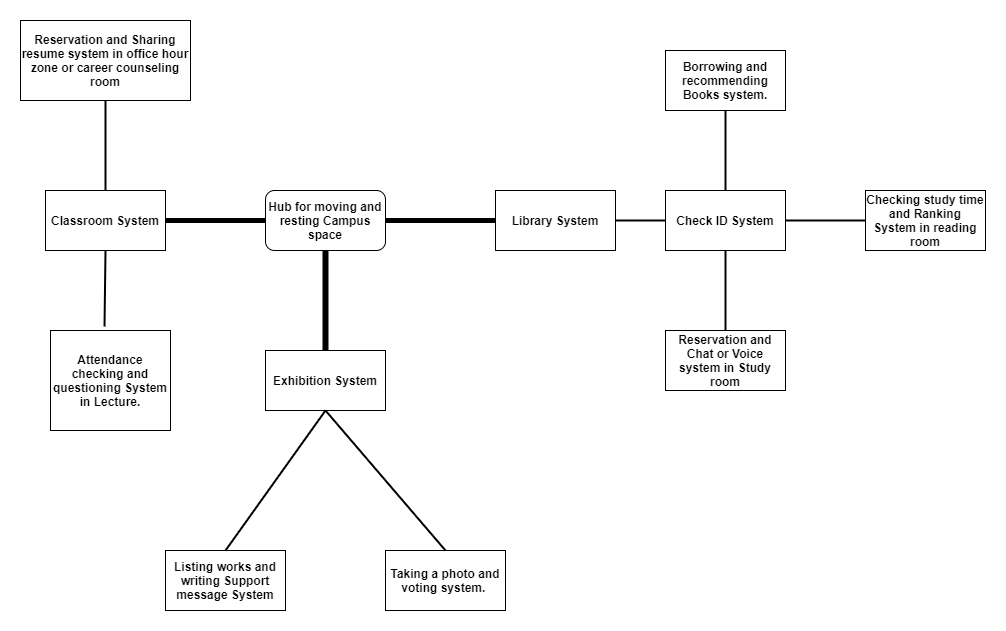 Reservation and Sharing
resume system in office hour
zone or career counseling
room
Borrowing and
recommending
Books system.
Classroom System
Hub for moving and
resting Campus
space
Library System
Check ID System
Checking study time
and Ranking
System in reading
room
Attendance
checking and
questioning System
in Lecture.
Exhibition System
Reservation and
Chat or Voice
system in Study
room
Listing works and
writing Support
message System
Taking a photo and
voting system.